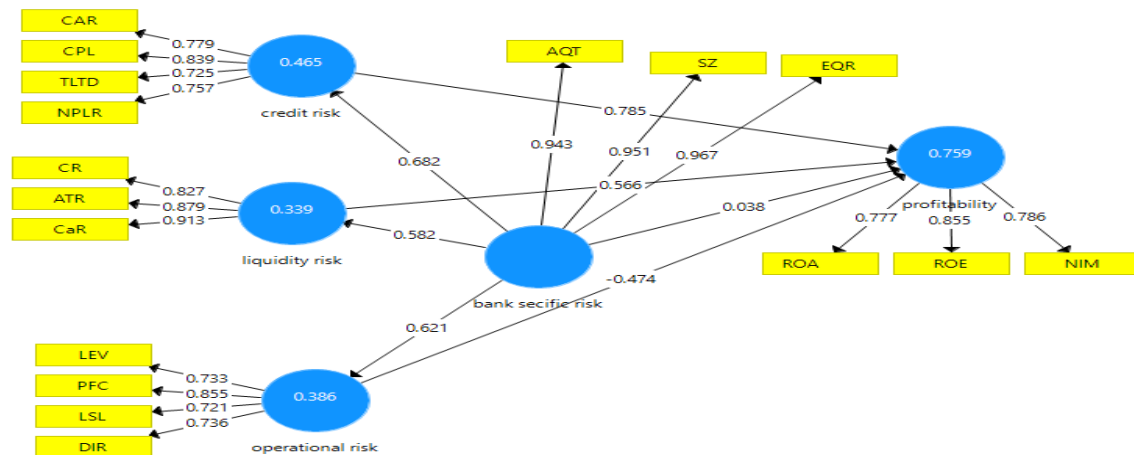 CAR
CPL
TLTD
NPLR
0.779
0.839
0.725
0.757
0.465
credit risk
AQT
SZ
EQR
0.943
0.951
0.967
0.785
0.682
CR
ATR
CaR
0.827
0.879
0.913
0.339
liquidity risk
0.582
0.566
0.038
-0.474
bank secific risk
0.621
0.759
profitability
0.777
0.855
0.786
ROA
ROE
NIM
LEV
PFC
LSL
DIR
0.733
0.855
0.721
0.736
0.386
operational risk